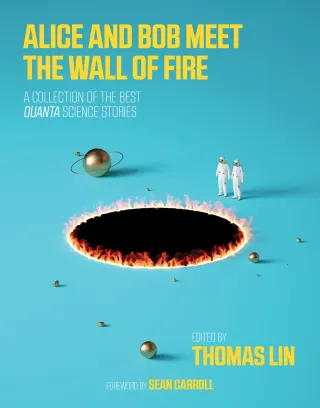 ALICE AND BOB MEET
THE WALL OF FIRE
A COLLECTION OF THE BEST
QUANTA SCIENCE STORIES
EDITED BY
THOMAS LIN
FOREWORD BY SEAN CARROLL